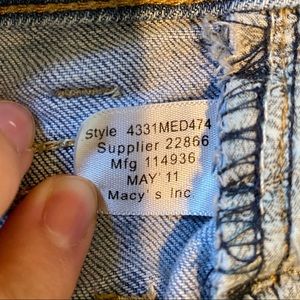 Style 4331MED474
Supplier 22866
Mfg 114936
MAY' 11
Macy's Inc.